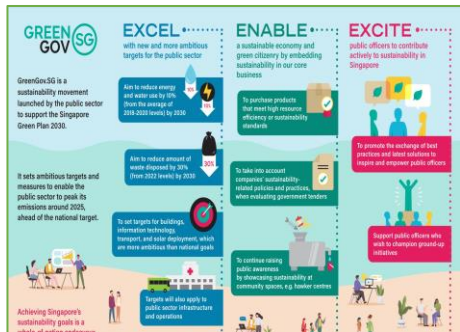 GREEN
GOV SG
GreenGov.SG is a
sustainability movement
launched by the public sector
to support the Singapore
Green Plan 2030.
It sets ambitious targets and
measures to enable the
public sector to peak its
emissions around 2025,
ahead of the national target.
Achieving Singapore's
sustainability goals is a
EXCEL
with new and more ambitious
targets for the public sector
Aim to reduce energy
and water use by 10%
(from the average of
2018-2020 levels) by 2030
10%
10%
Aim to reduce amount of
waste disposed by 30%
(from 2022 levels) by 2030
30%
To set targets for buildings,
information technology,
transport, and solar deployment, which
are more ambitious than national goals
Targets will also apply to
public sector infrastructure
and operations
ENABLE
a sustainable economy and
green citizenry by embedding
sustainability in our core
business
To purchase products
that meet high resource
efficiency or sustainability
standards
To take into account
companies' sustainability-
related policies and practices,
when evaluating government tenders
To continue raising
public awareness
by showcasing sustainability at
community spaces, e.g. hawker centres
EXCITE
public officers to contribute
actively to sustainability in
Singapore
To promote the exchange of best
practices and latest solutions to
inspire and empower public officers
Support public officers who
wish to champion ground-up
initiatives